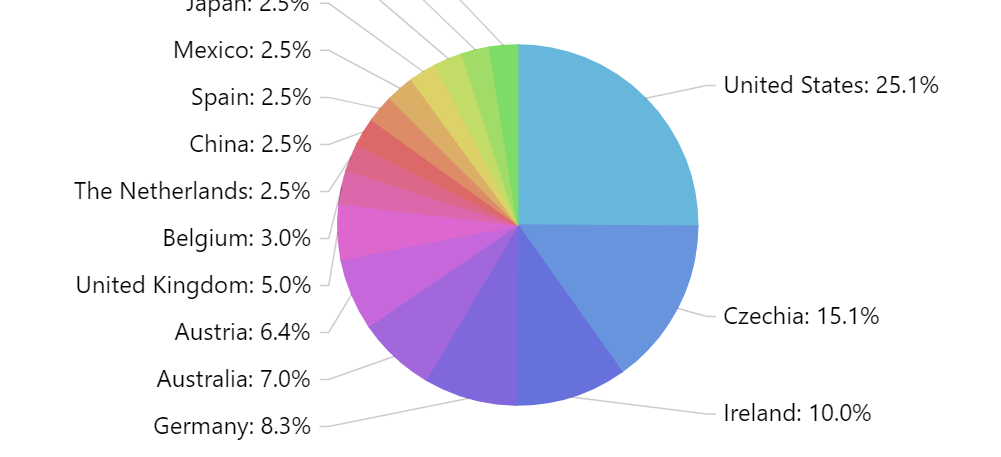 Japan: 2.5%
Mexico: 2.5%
Spain: 2.5%
China: 2.5%
The Netherlands: 2.5%
Belgium: 3.0%
United Kingdom: 5.0%
Austria: 6.4%
Australia: 7.0%
Germany: 8.3%
United States: 25.1%
Czechia: 15.1%
Ireland: 10.0%